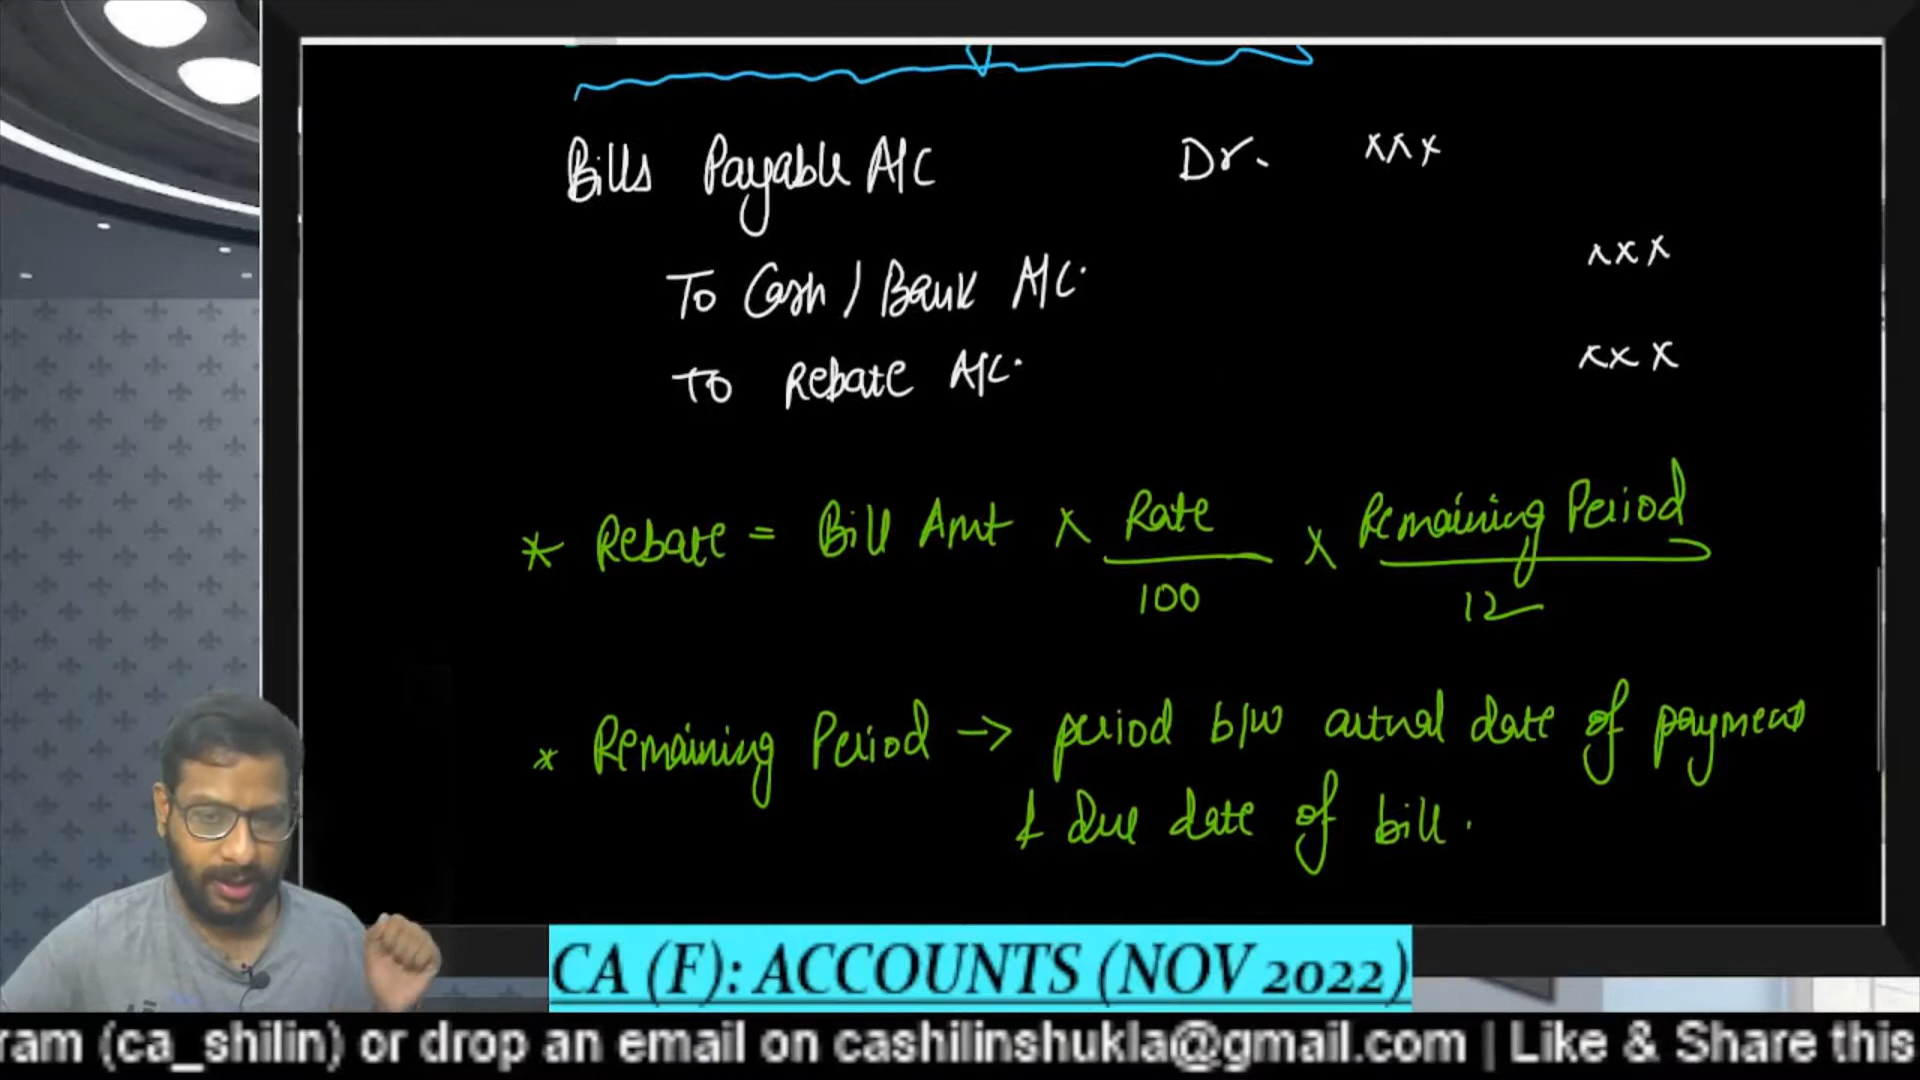 Bills Payable A/C Dr. xxx
To Cash / Bank A/C. xxx
To Rebate A/C. xxx
* Rebate = Bill Amt x Rate/100 x Remaining Period/12
* Remaining Period → period b/w actual date of payment
& due date of bill.
CA (F): ACCOUNTS (NOV 2022)
ram (ca_shilin) or drop an email on cashilinshukla@gmail.com | Like & Share this